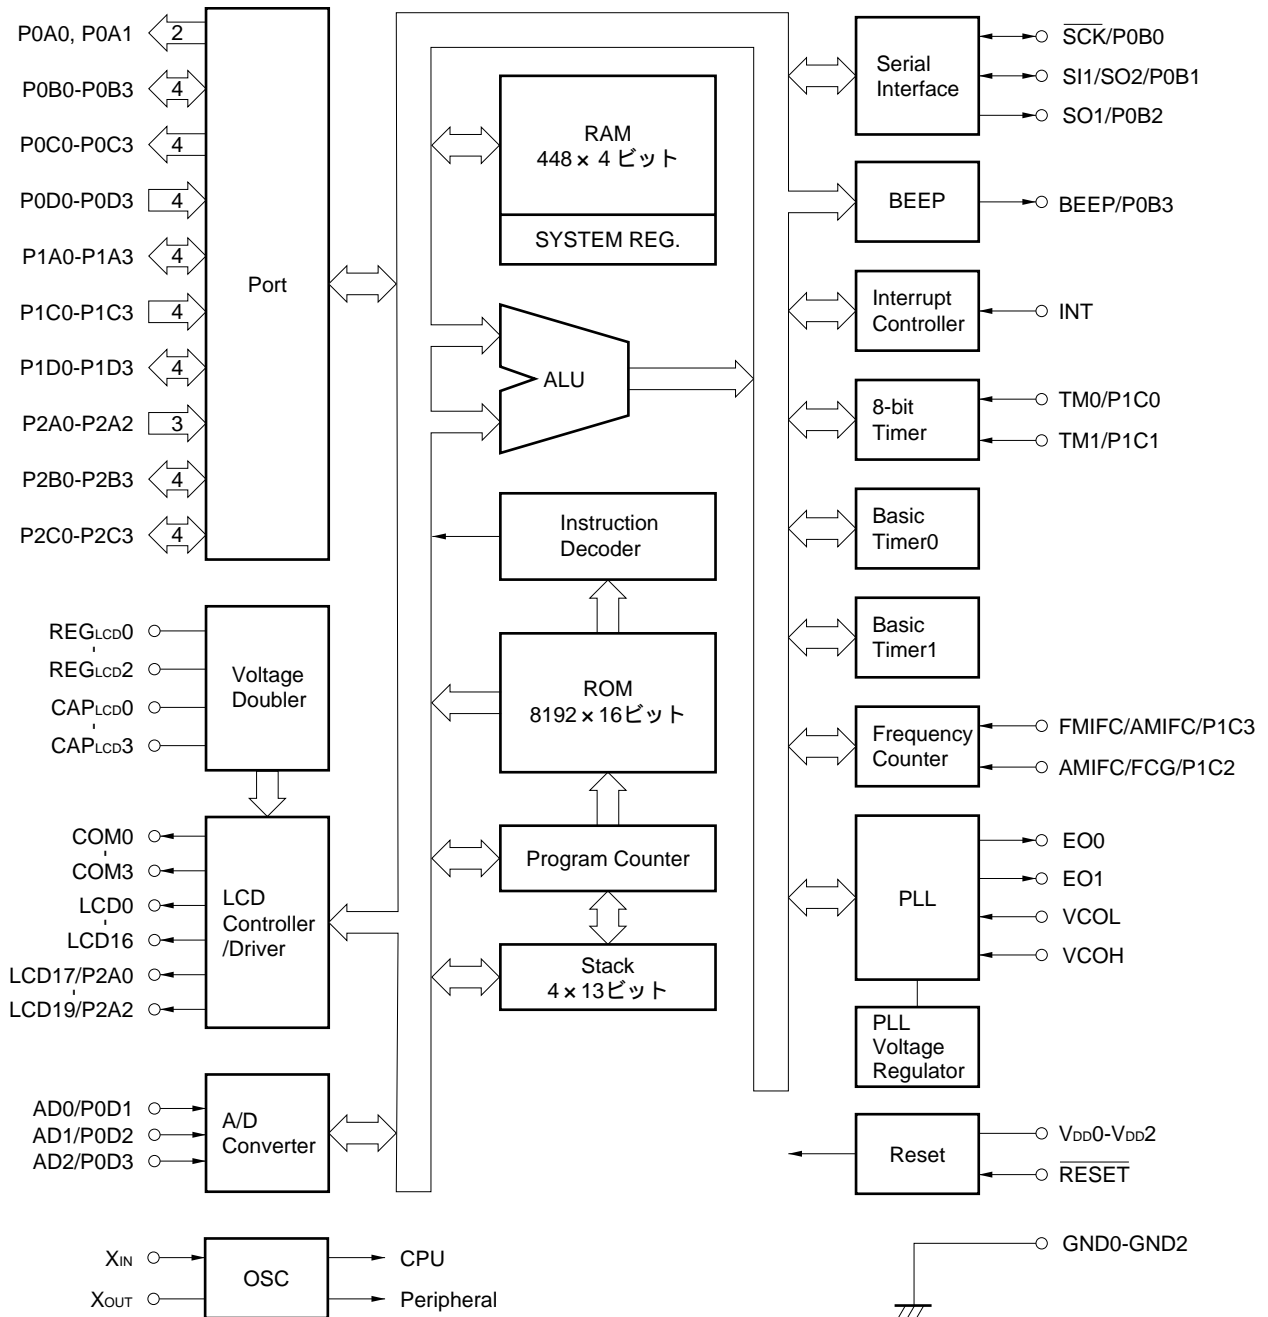 P0A0, P0A1
2
P0B0-P0B3
4
P0C0-P0C3
4
P0D0-P0D3
4
P1A0-P1A3
4
P1C0-P1C3
4
P1D0-P1D3
4
P2A0-P2A2
3
P2B0-P2B3
4
P2C0-P2C3
4
Port
REGLCD0
REGLCD2
CAPLCD0
CAPLCD3
Voltage
Doubler
COM0
COM3
LCD0
LCD16
LCD17/P2A0
LCD19/P2A2
LCD
Controller
/Driver
AD0/P0D1
AD1/P0D2
AD2/P0D3
A/D
Converter
XIN
XOUT
OSC
CPU
Peripheral
RAM
448 × 4 ビット
SYSTEM REG.
ALU
Instruction
Decoder
ROM
8192 × 16ビット
Program Counter
Stack
4 × 13ビット
Serial
Interface
SCK/P0B0
SI1/SO2/P0B1
SO1/P0B2
BEEP
BEEP/P0B3
Interrupt
Controller
INT
8-bit
Timer
TM0/P1C0
TM1/P1C1
Basic
Timer0
Basic
Timer1
Frequency
Counter
FMIFC/AMIFC/P1C3
AMIFC/FCG/P1C2
PLL
EO0
EO1
VCOL
VCOH
PLL
Voltage
Regulator
Reset
VDD0-VDD2
RESET
GND0-GND2